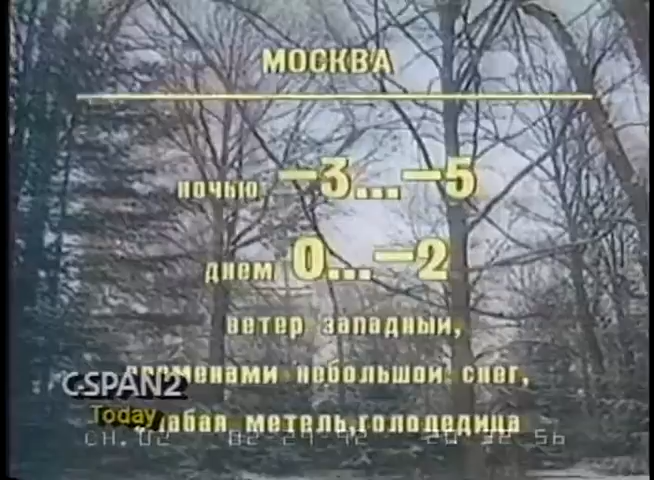 МОСКВА
ночью -3...-5
днем 0...-2
ветер западный,
временами небольшой снег,
слабая метель, гололедица
C-SPAN2
Today
CH.02 02-21-92 20 32 56